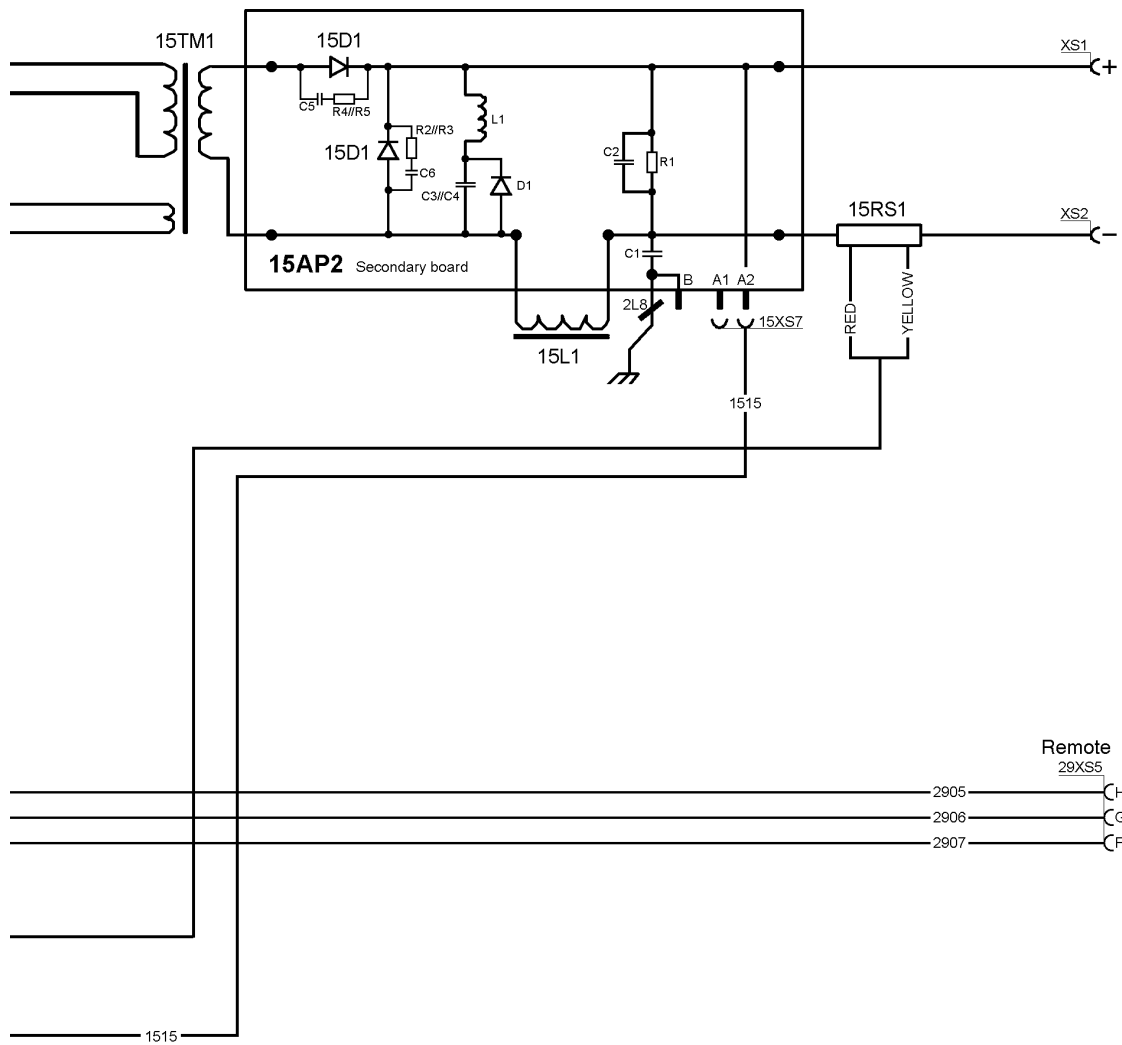 XS1
15TM1
15D1
+
C5
R4//R5
L1
R2//R3
15D1
C2
R1
C6
D1
C3//C4
15RS1
XS2
−
C1
15AP2 Secondary board
B A1 A2
2L8
RED
YELLOW
15XS7
15L1
1515
Remote
29XS5
2905 H
2906 G
2907
1515